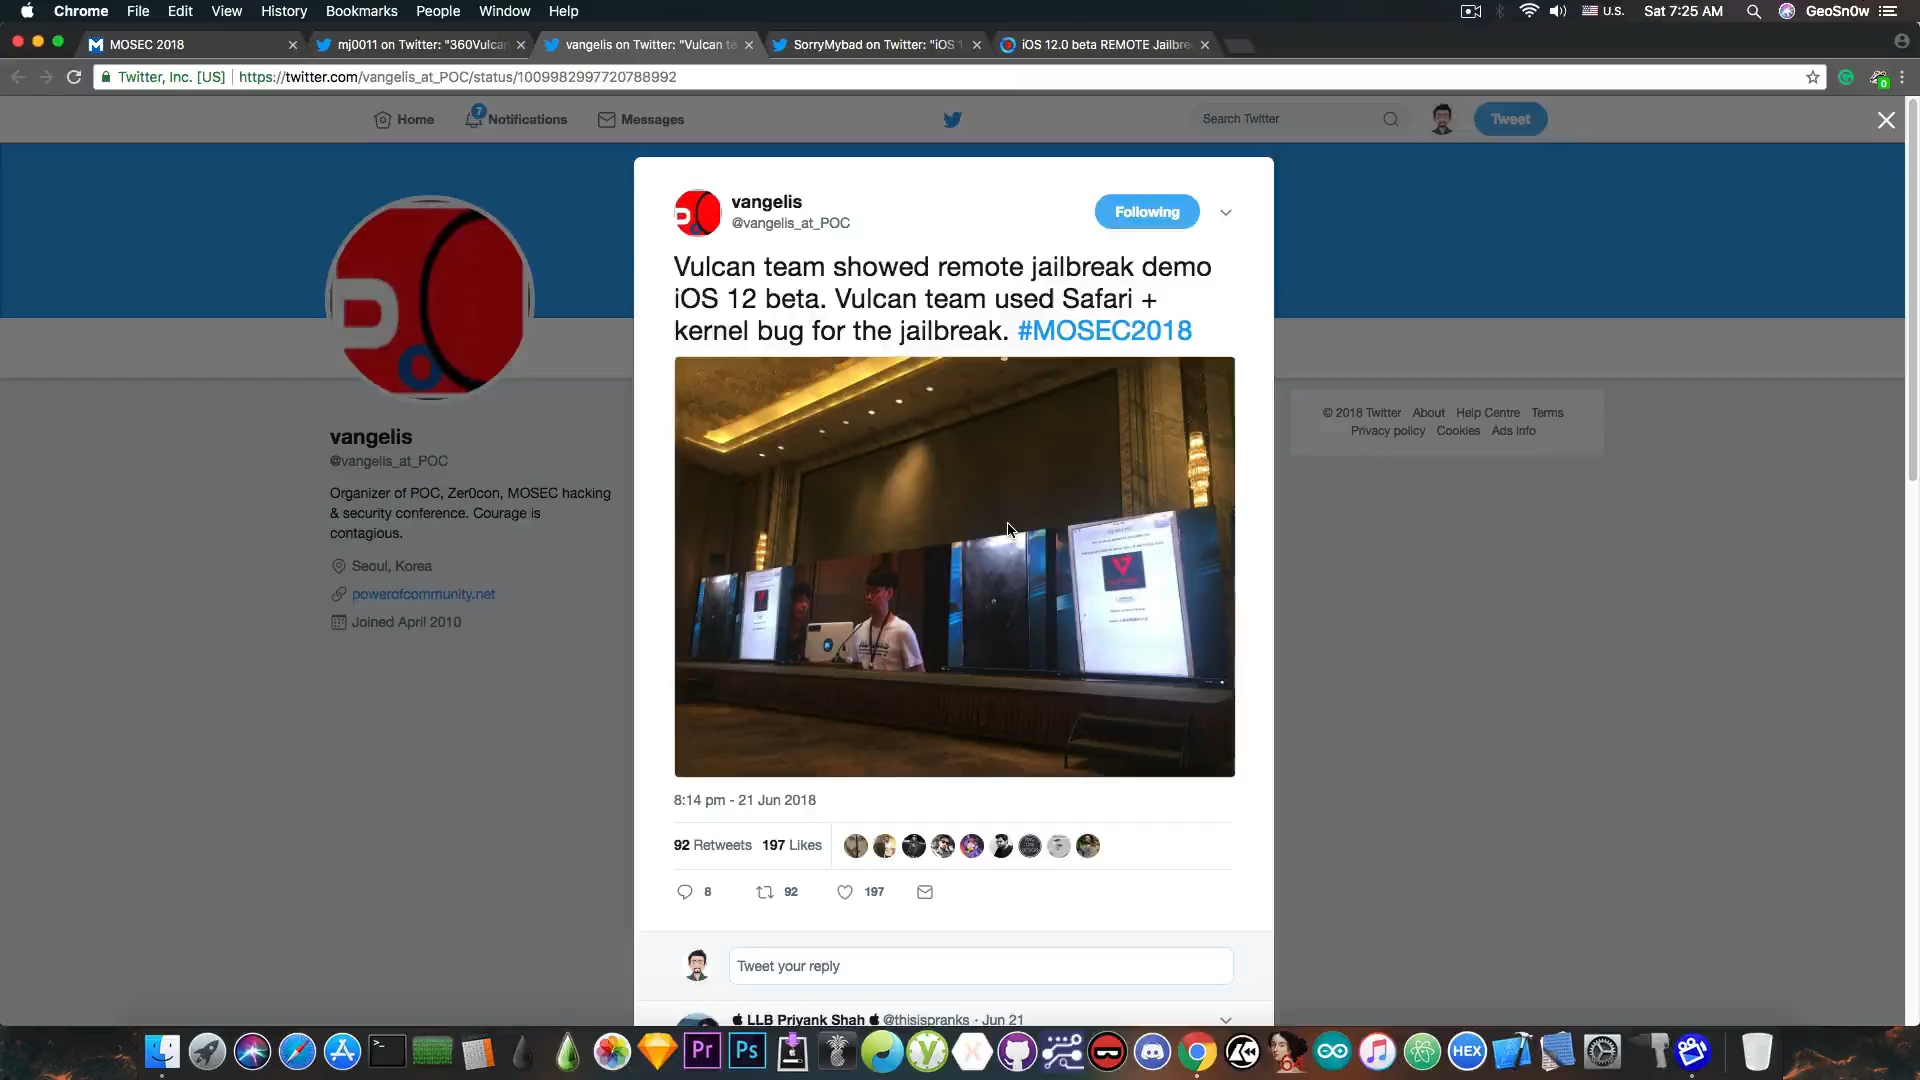 Chrome File Edit View History Bookmarks People Window Help
U.S. Sat 7:25 AM GeoSn0w
MOSEC 2018
mj0011 on Twitter: "360Vulcan
vangelis on Twitter: "Vulcan te
SorryMybad on Twitter: "iOS 1
iOS 12.0 beta REMOTE Jailbre
Twitter, Inc. [US] https://twitter.com/vangelis_at_POC/status/1009982997720788992
0
Home
7
Notifications
Messages
Search Twitter
Tweet
vangelis
@vangelis_at_POC
Following
Vulcan team showed remote jailbreak demo
iOS 12 beta. Vulcan team used Safari +
kernel bug for the jailbreak. #MOSEC2018
vangelis
@vangelis_at_POC
Organizer of POC, Zer0con, MOSEC hacking
& security conference. Courage is
contagious.
Seoul, Korea
powerofcommunity.net
Joined April 2010
© 2018 Twitter About Help Centre Terms
Privacy policy Cookies Ads info
8:14 pm - 21 Jun 2018
92 Retweets 197 Likes
8 92 197
Tweet your reply
LLB Priyank Shah @thisispranks · Jun 21
Pr
Ps
HEX